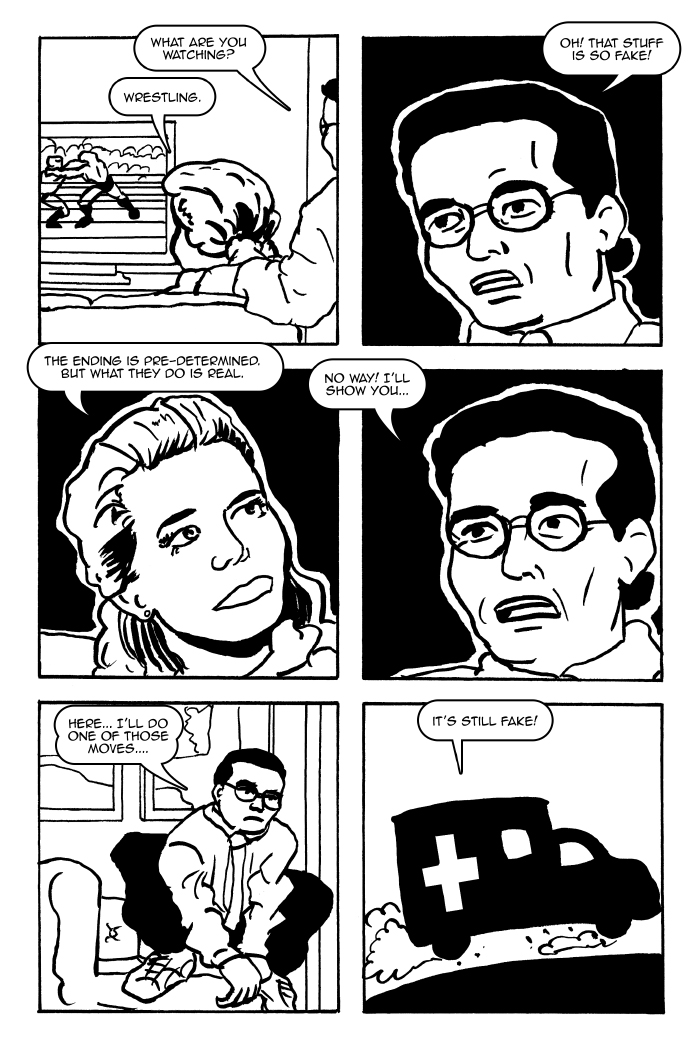 WHAT ARE YOU
WATCHING?
WRESTLING.
OH! THAT STUFF
IS SO FAKE!
THE ENDING IS PRE-DETERMINED.
BUT WHAT THEY DO IS REAL.
NO WAY! I'LL
SHOW YOU...
HERE... I'LL DO
ONE OF THOSE
MOVES....
IT'S STILL FAKE!